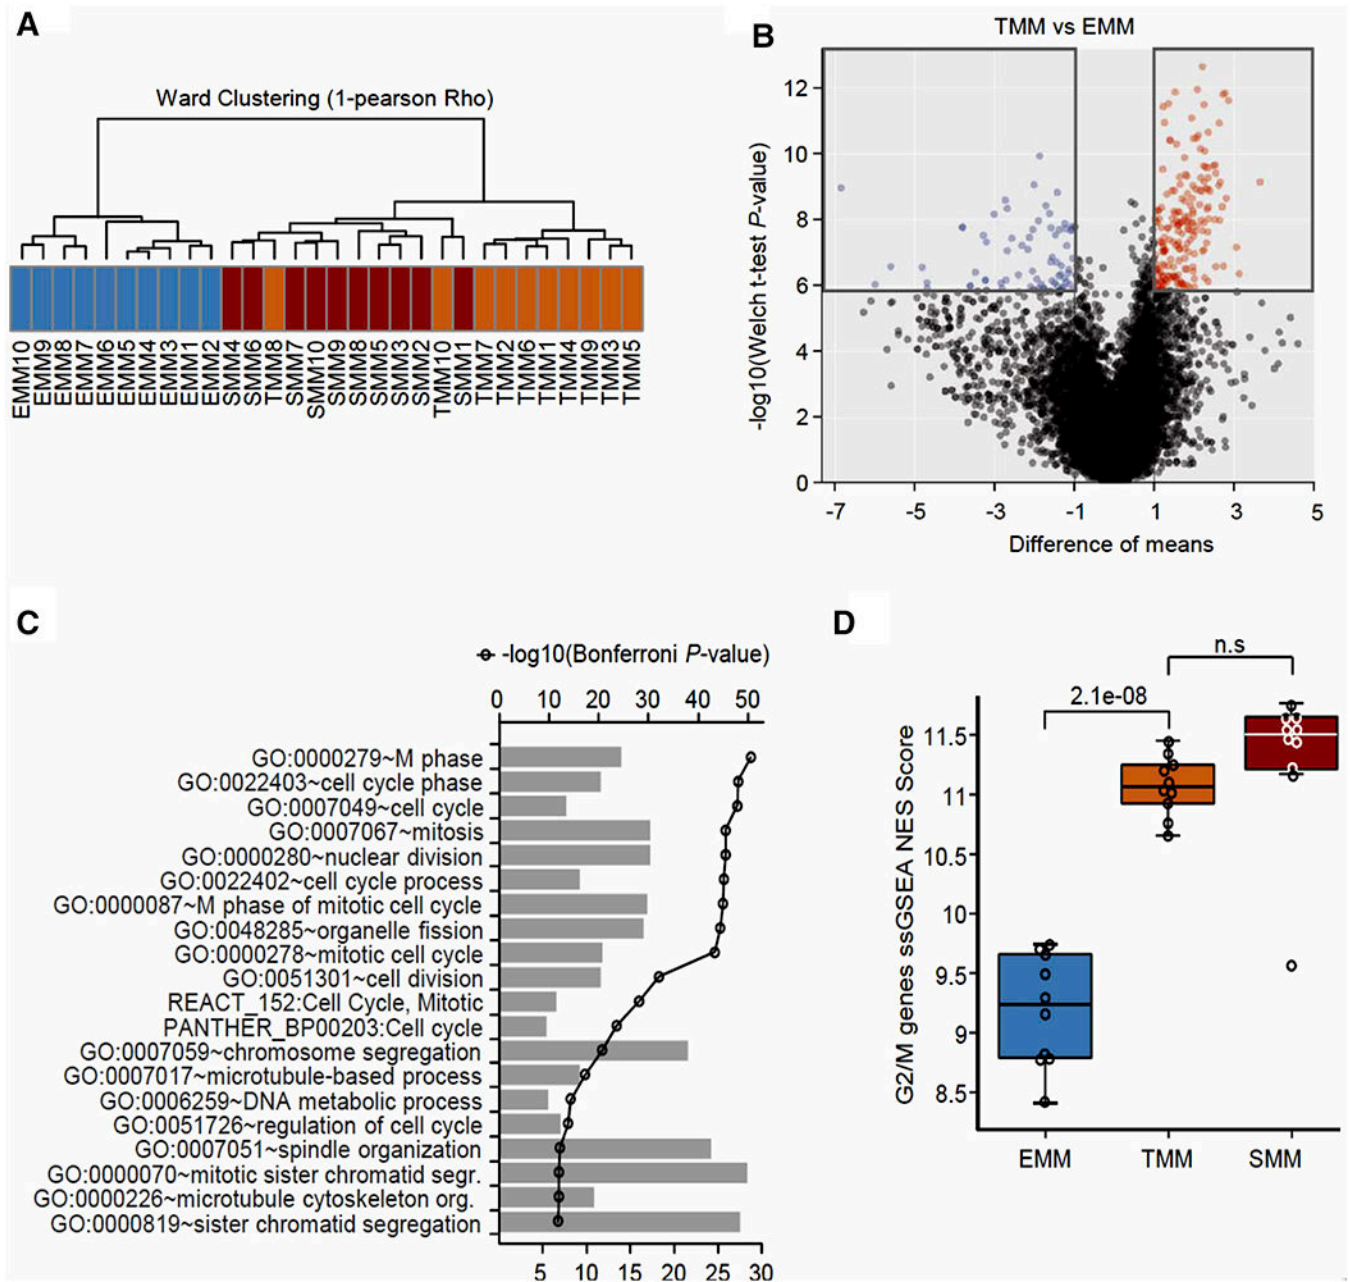 A
Ward Clustering (1-pearson Rho)
EMM10
EMM9
EMM8
EMM7
EMM6
EMM5
EMM4
EMM3
EMM1
EMM2
SMM4
SMM6
TMM8
SMM7
SMM10
SMM9
SMM8
SMM5
SMM3
SMM2
TMM10
SMM1
TMM7
TMM2
TMM6
TMM1
TMM4
TMM9
TMM3
TMM5
B
TMM vs EMM
-log10(Welch t-test P-value)
12
10
8
6
4
2
0
-7 -5 -3 -1 1 3 5
Difference of means
C
-log10(Bonferroni P-value)
0 10 20 30 40 50
GO:0000279~M phase
GO:0022403~cell cycle phase
GO:0007049~cell cycle
GO:0007067~mitosis
GO:0000280~nuclear division
GO:0022402~cell cycle process
GO:0000087~M phase of mitotic cell cycle
GO:0048285~organelle fission
GO:0000278~mitotic cell cycle
GO:0051301~cell division
REACT_152:Cell Cycle, Mitotic
PANTHER_BP00203:Cell cycle
GO:0007059~chromosome segregation
GO:0007017~microtubule-based process
GO:0006259~DNA metabolic process
GO:0051726~regulation of cell cycle
GO:0007051~spindle organization
GO:0000070~mitotic sister chromatid segr.
GO:0000226~microtubule cytoskeleton org.
GO:0000819~sister chromatid segregation
5 10 15 20 25 30
D
n.s
2.1e-08
G2/M genes ssGSEA NES Score
11.5
11
10.5
10
9.5
9
8.5
EMM TMM SMM